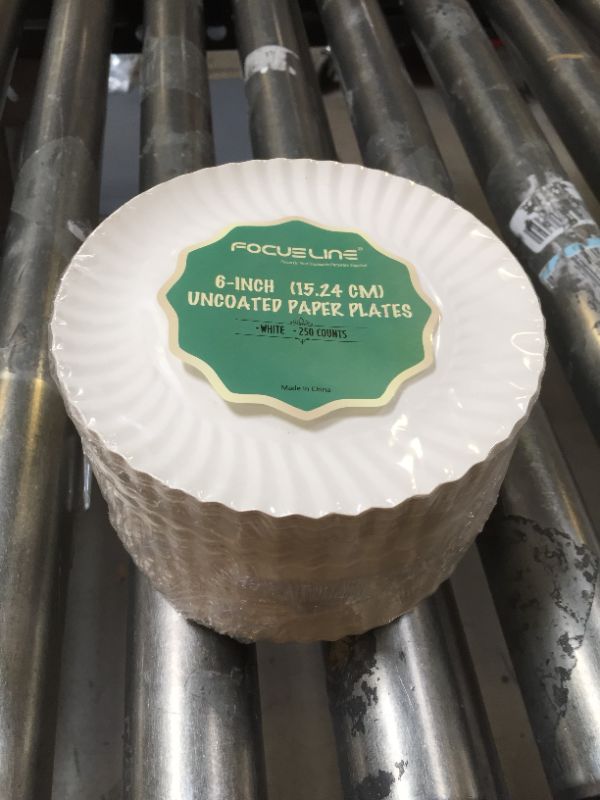 FOCUSLINE®
6-INCH (15.24 CM)
UNCOATED PAPER PLATES
-WHITE -250 COUNTS
Made in China